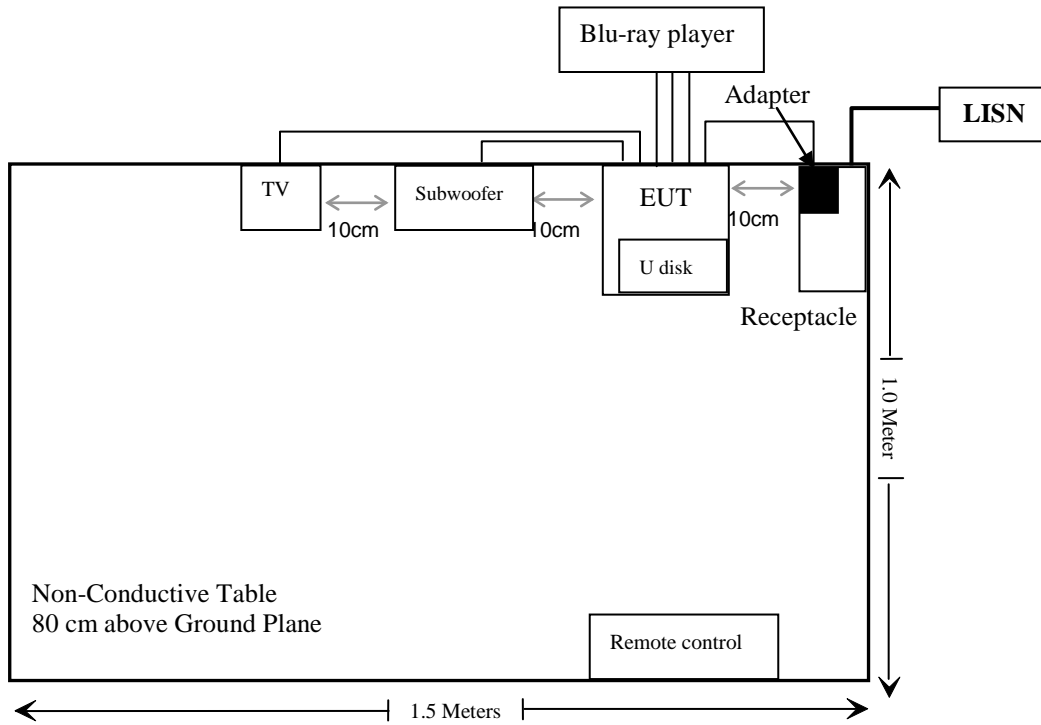 Blu-ray player
Adapter
LISN
TV
Subwoofer
EUT
10cm
10cm
10cm
U disk
Receptacle
1.0 Meter
Non-Conductive Table
80 cm above Ground Plane
Remote control
1.5 Meters